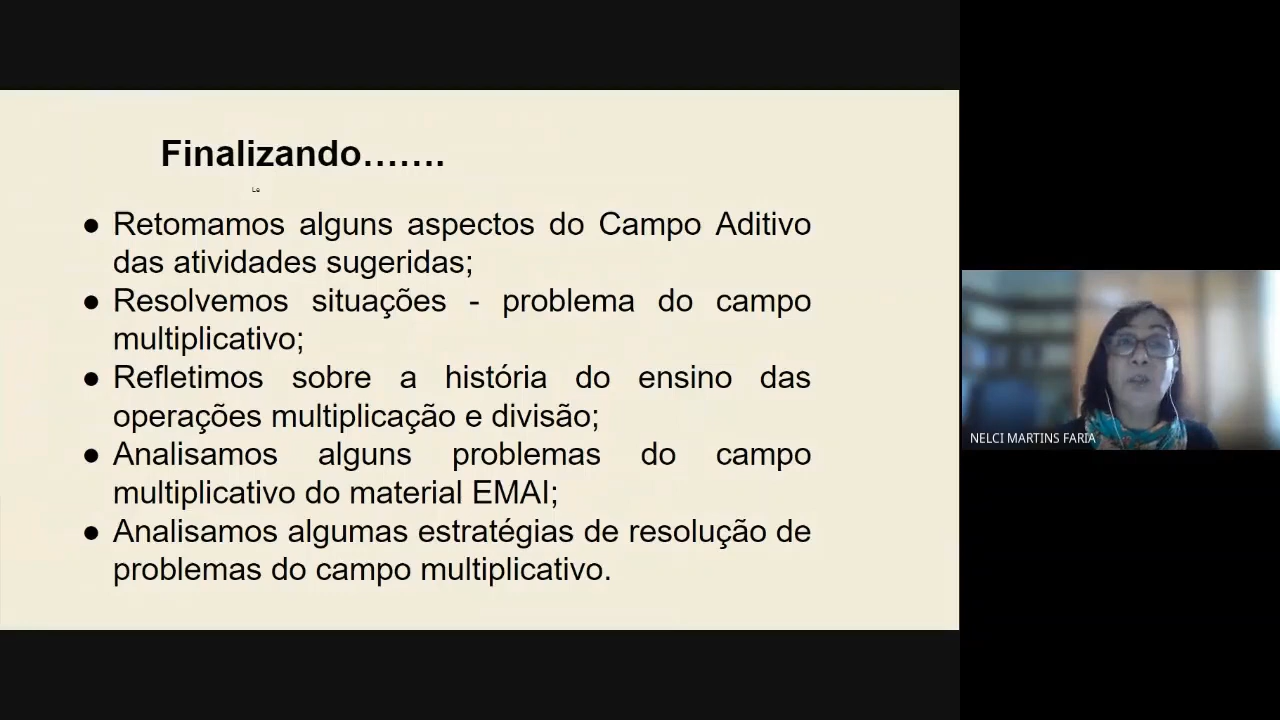 Finalizando.......
Le
● Retomamos alguns aspectos do Campo Aditivo
das atividades sugeridas;
● Resolvemos situações - problema do campo
multiplicativo;
● Refletimos sobre a história do ensino das
operações multiplicação e divisão;
● Analisamos alguns problemas do campo
multiplicativo do material EMAI;
● Analisamos algumas estratégias de resolução de
problemas do campo multiplicativo.
NELCI MARTINS FARIA